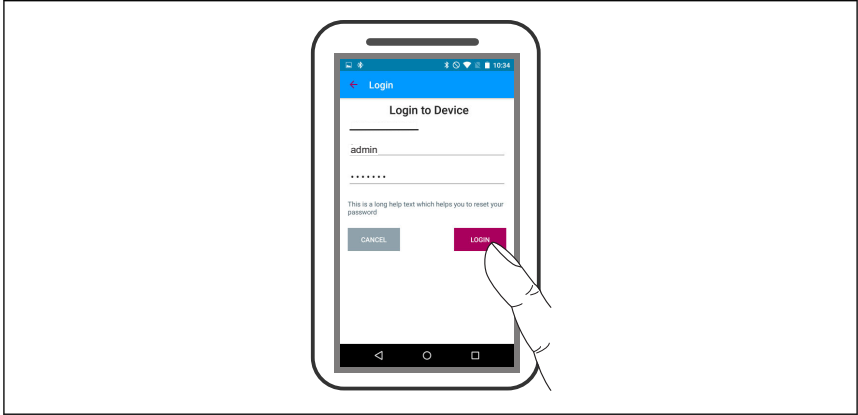 10:34
Login
Login to Device
admin
•••••••
This is a long help text which helps you to reset your
password
CANCEL
LOGIN